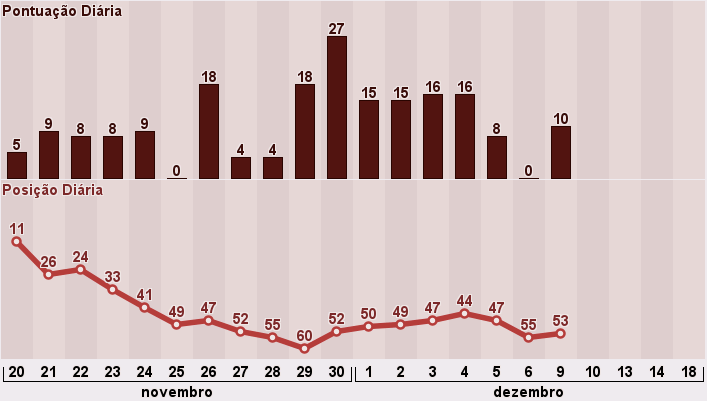 Pontuação Diária
5 9 8 8 9 0 18 4 4 18 27 15 15 16 16 8 0 10
Posição Diária
11 26 24 33 41 49 47 52 55 60 52 50 49 47 44 47 55 53
20 21 22 23 24 25 26 27 28 29 30 1 2 3 4 5 6 9 10 13 14 18
novembro dezembro